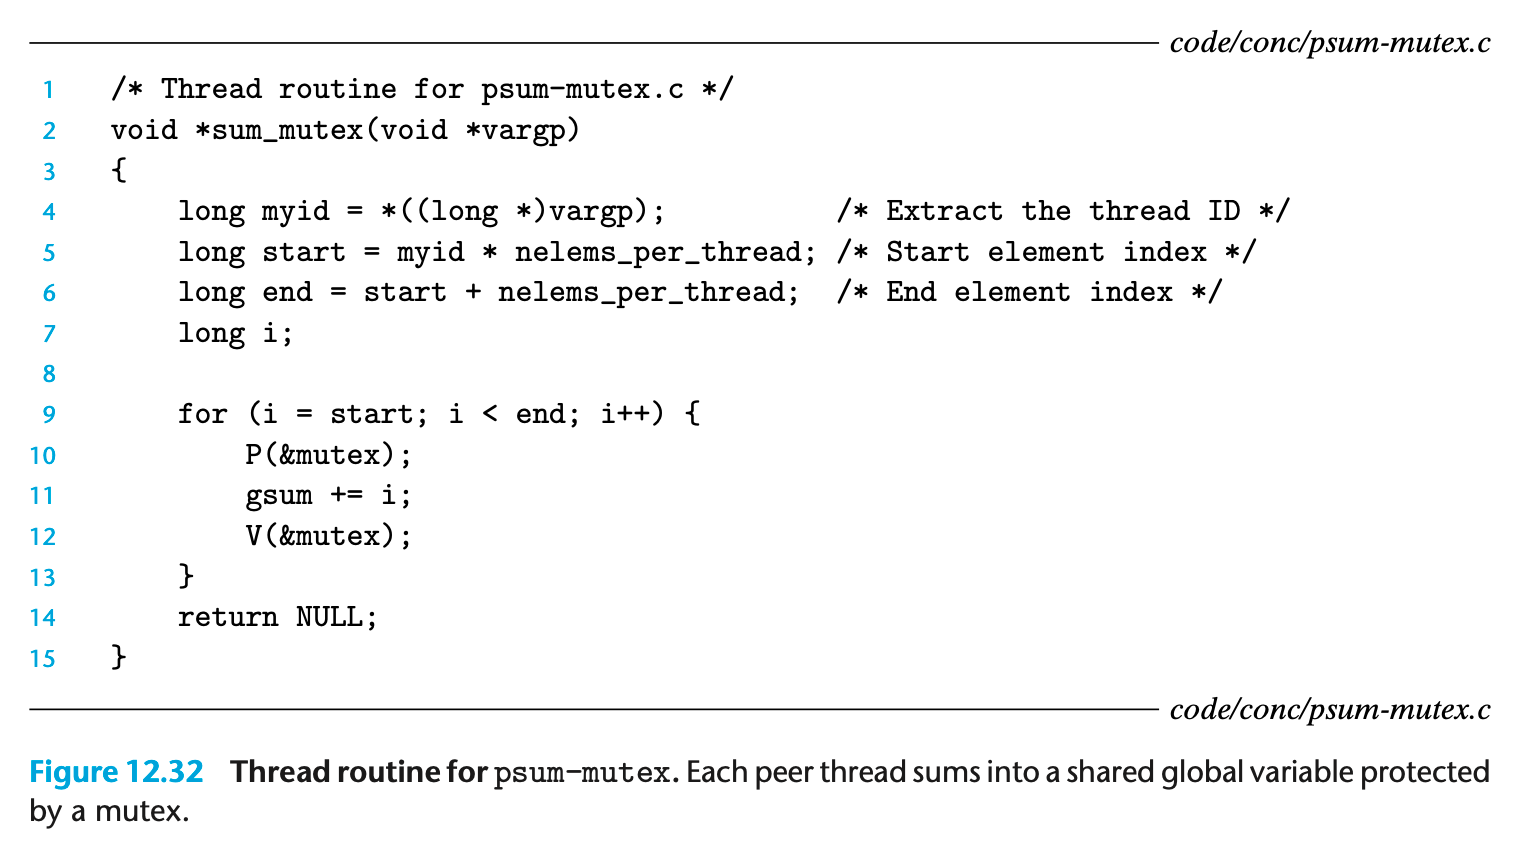 code/conc/psum-mutex.c
1 /* Thread routine for psum-mutex.c */
2 void *sum_mutex(void *vargp)
3 {
4     long myid = *((long *)vargp);          /* Extract the thread ID */
5     long start = myid * nelems_per_thread; /* Start element index */
6     long end = start + nelems_per_thread;  /* End element index */
7     long i;
8
9     for (i = start; i < end; i++) {
10         P(&mutex);
11         gsum += i;
12         V(&mutex);
13     }
14     return NULL;
15 }
code/conc/psum-mutex.c
Figure 12.32 Thread routine for psum-mutex. Each peer thread sums into a shared global variable protected
by a mutex.